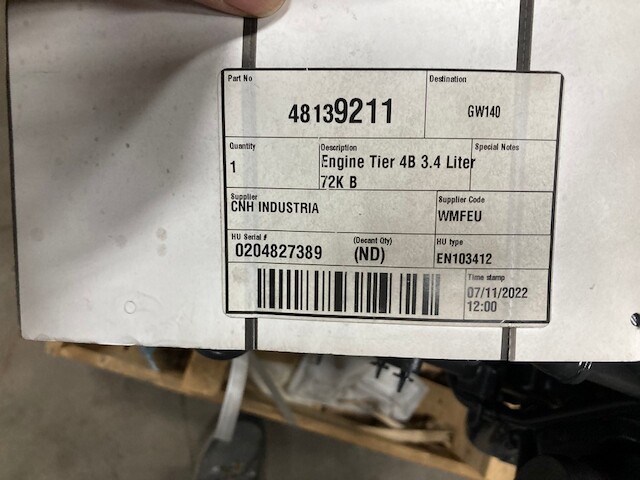 Part No
48139211
Destination
GW140
Quantity
1
Description
Engine Tier 4B 3.4 Liter
72K B
Special Notes
Supplier
CNH INDUSTRIA
Supplier Code
WMFEU
HU Serial #
0204827389
(Decant Qty)
(ND)
HU type
EN103412
Time stamp
07/11/2022
12:00